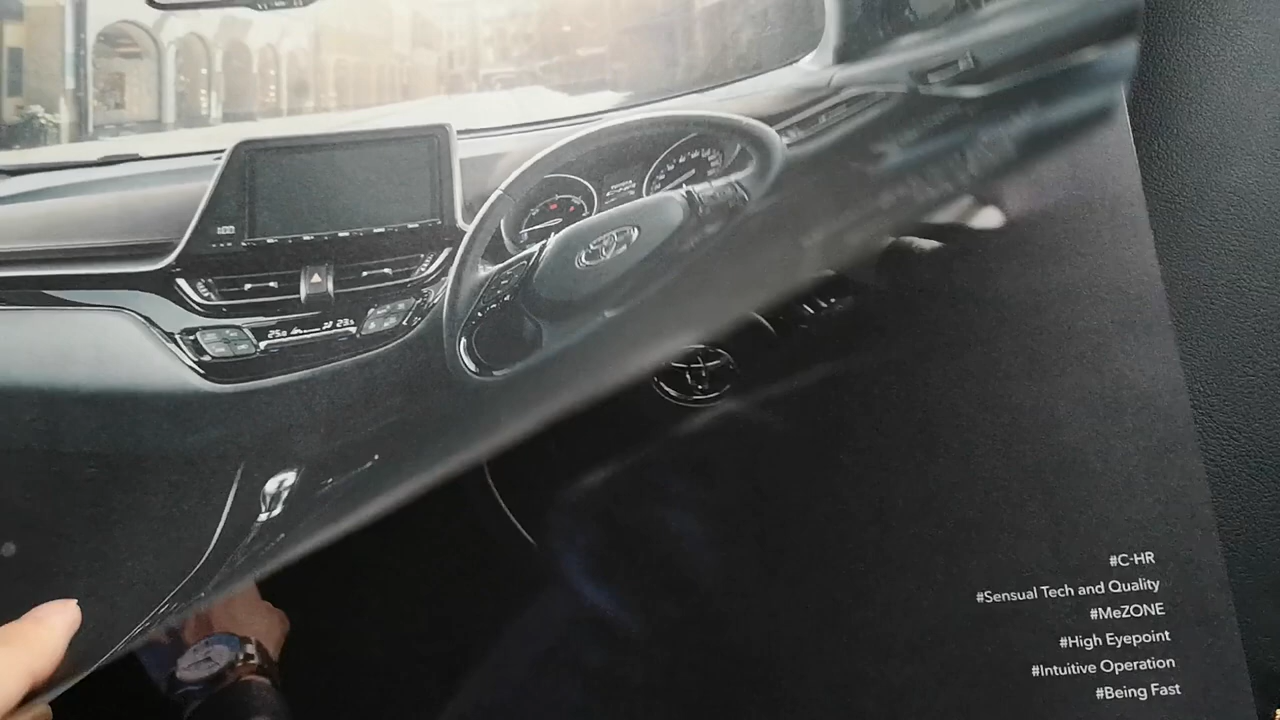 #C-HR
#Sensual Tech and Quality
#MeZONE
#High Eyepoint
#Intuitive Operation
#Being Fast